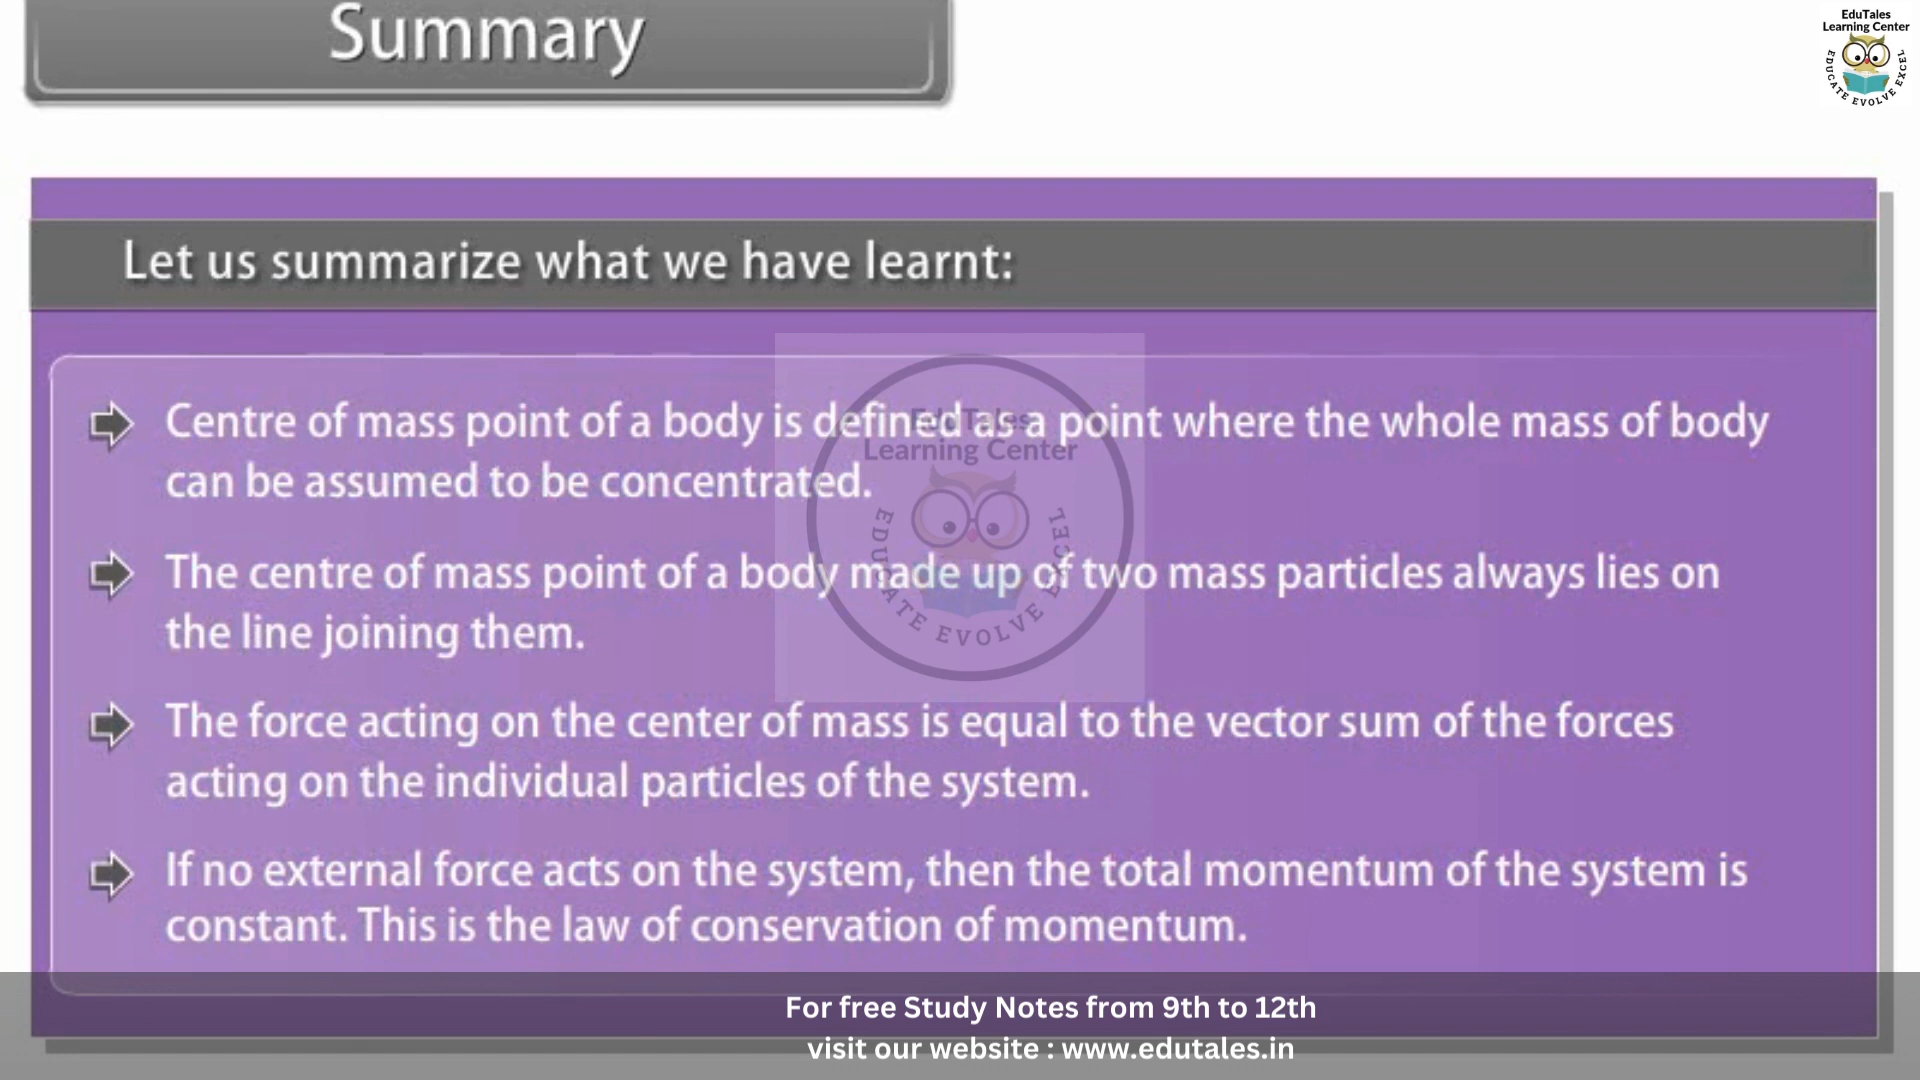 Summary
EduTales
Learning Center
EDUCATE EVOLVE EXCEL
Let us summarize what we have learnt:
Centre of mass point of a body is defined as a point where the whole mass of body
can be assumed to be concentrated.
The centre of mass point of a body made up of two mass particles always lies on
the line joining them.
The force acting on the center of mass is equal to the vector sum of the forces
acting on the individual particles of the system.
If no external force acts on the system, then the total momentum of the system is
constant. This is the law of conservation of momentum.
EduTales
Learning Center
EDUCATE EVOLVE EXCEL
For free Study Notes from 9th to 12th
visit our website : www.edutales.in